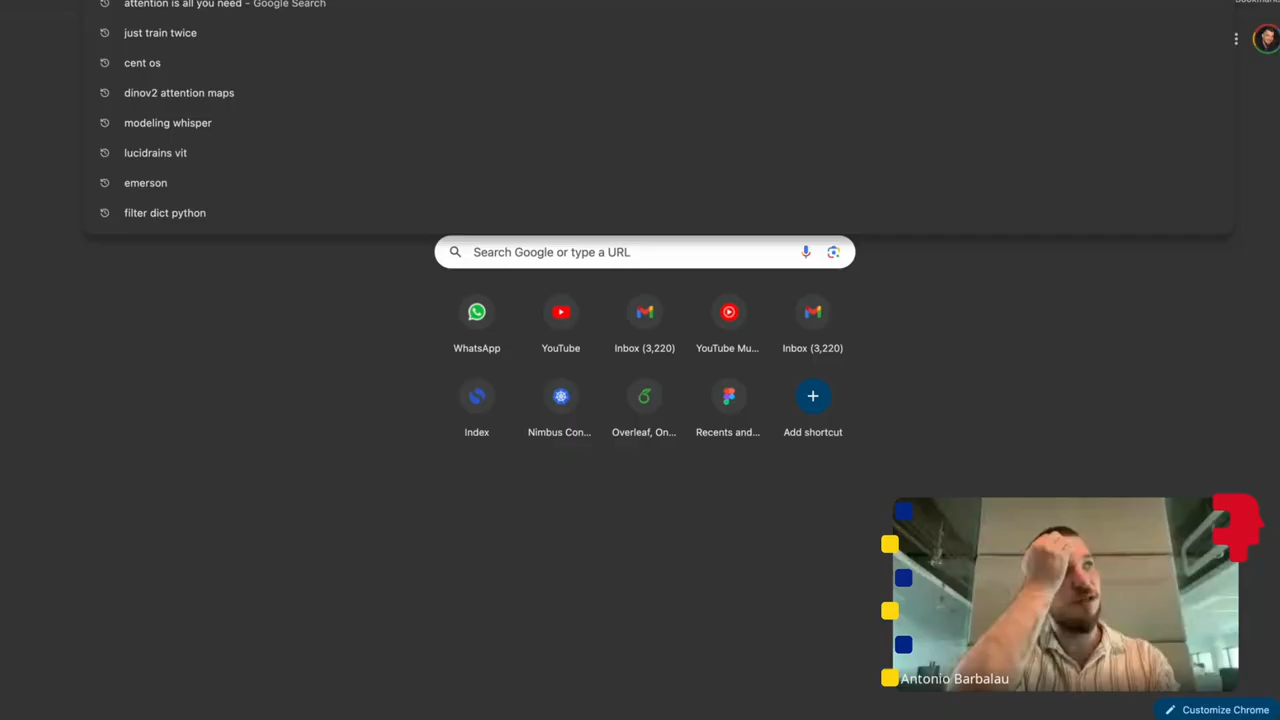 attention is all you need - Google Search
just train twice
cent os
dinov2 attention maps
modeling whisper
lucidrains vit
emerson
filter dict python
Search Google or type a URL
WhatsApp
YouTube
Inbox (3,220)
YouTube Mu...
Inbox (3,220)
Index
Nimbus Con...
Overleaf, On...
Recents and...
Add shortcut
Antonio Barbalau
Customize Chrome